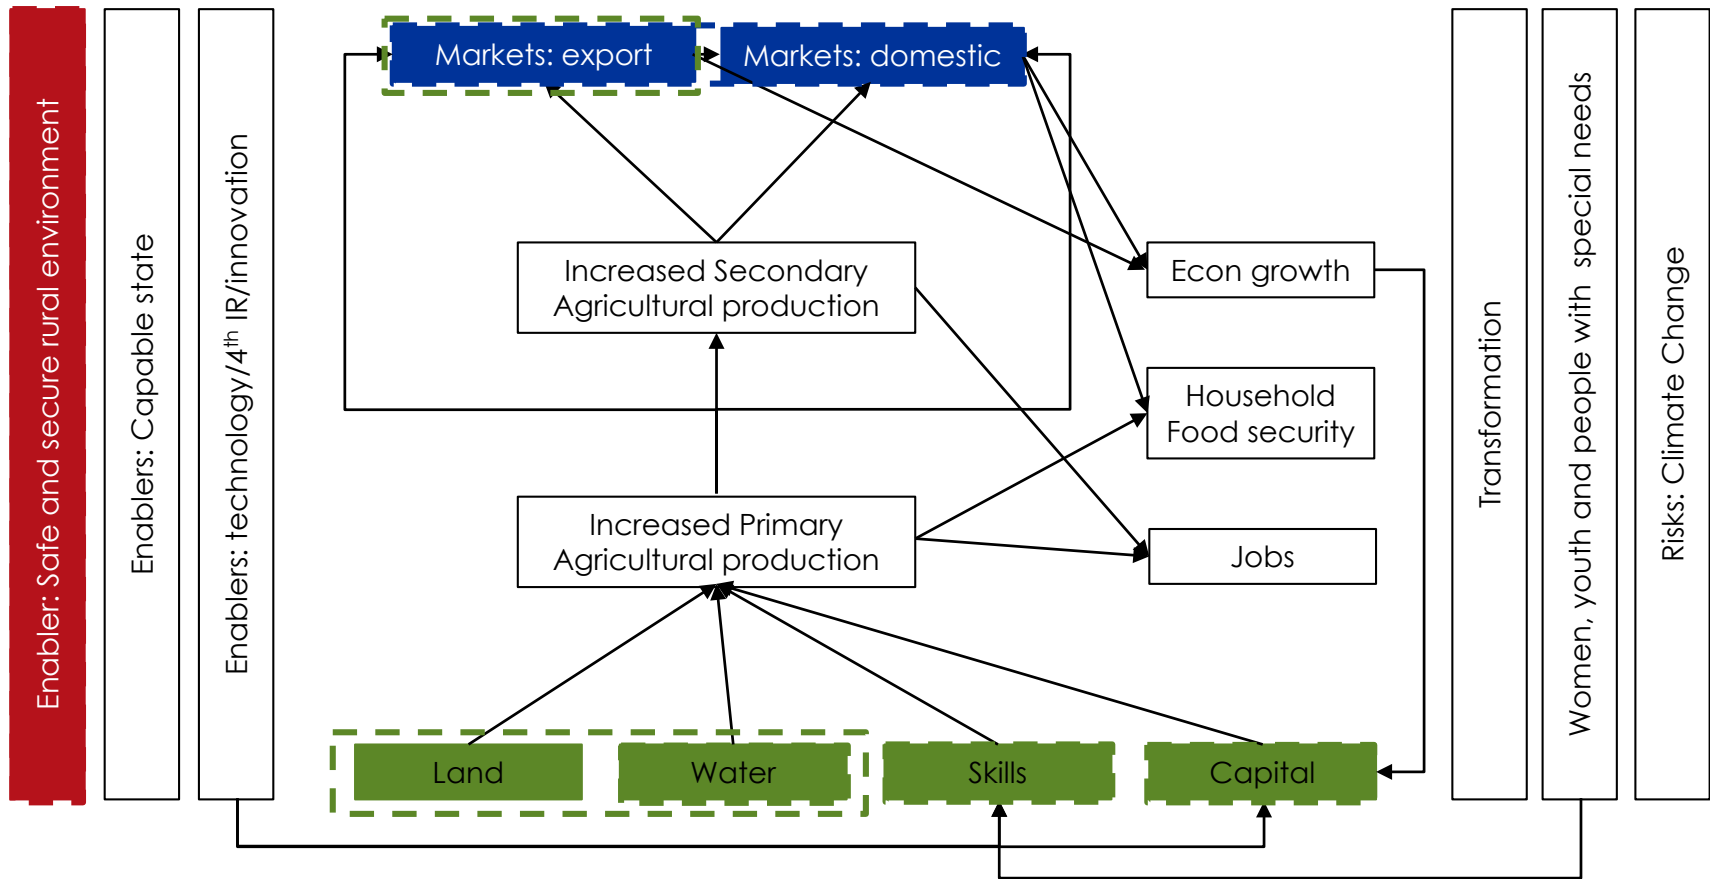 Enabler: Safe and secure rural environment
Enablers: Capable state
Enablers: technology/4th IR/innovation
Markets: export
Markets: domestic
Increased Secondary
Agricultural production
Econ growth
Household
Food security
Increased Primary
Agricultural production
Jobs
Land
Water
Skills
Capital
Transformation
Women, youth and people with special needs
Risks: Climate Change